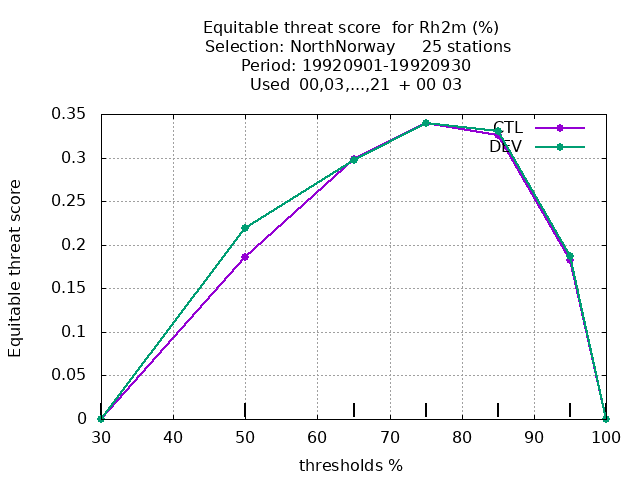 Equitable threat score  for Rh2m (%)
Selection: NorthNorway     25 stations
Period: 19920901-19920930
Used  00,03,...,21  + 00 03
0.35
0.3
0.25
0.2
0.15
0.1
0.05
0
Equitable threat score
CTL
DEV
30 40 50 60 70 80 90 100
thresholds %